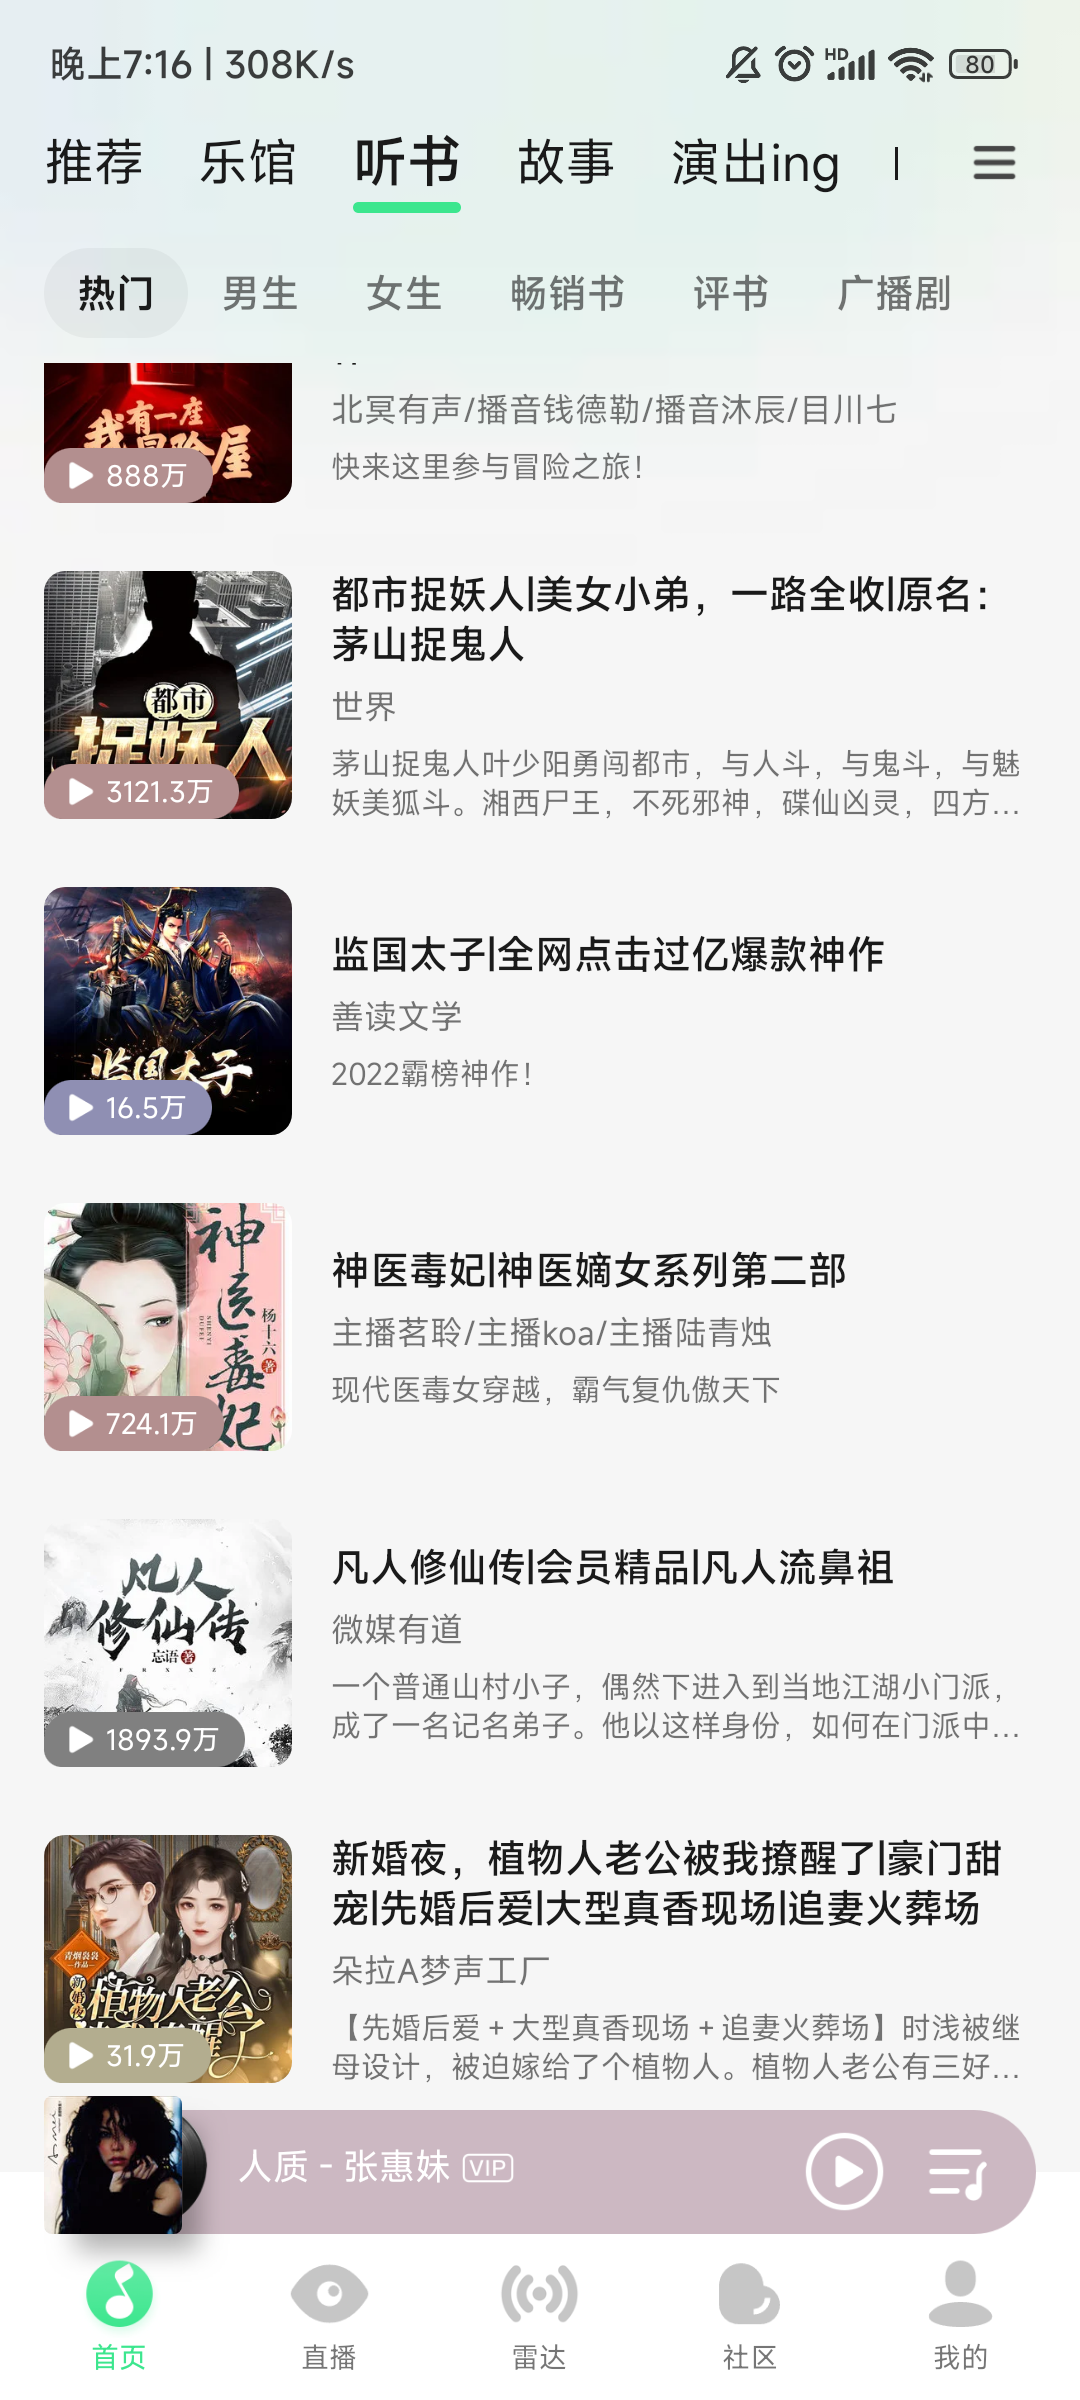 晚上7:16 | 308K/s
HD
80
推荐 乐馆 听书 故事 演出ing
热门 男生 女生 畅销书 评书 广播剧
我有一座
冒险屋
888万
北冥有声/播音钱德勒/播音沐辰/目川七
快来这里参与冒险之旅！
都市
捉妖人
3121.3万
都市捉妖人|美女小弟，一路全收|原名：
茅山捉鬼人
世界
茅山捉鬼人叶少阳勇闯都市，与人斗，与鬼斗，与魅
妖美狐斗。湘西尸王，不死邪神，碟仙凶灵，四方...
监国太子
16.5万
监国太子|全网点击过亿爆款神作
善读文学
2022霸榜神作！
神医毒妃
SHENYI
DUFEI
杨十六 著
724.1万
神医毒妃|神医嫡女系列第二部
主播茗聆/主播koa/主播陆青烛
现代医毒女穿越，霸气复仇傲天下
凡人
修仙传
忘语 著
F R X X Z
1893.9万
凡人修仙传|会员精品|凡人流鼻祖
微媒有道
一个普通山村小子，偶然下进入到当地江湖小门派，
成了一名记名弟子。他以这样身份，如何在门派中...
青烟袅袅
作品
新婚夜
植物人老公
31.9万
新婚夜，植物人老公被我撩醒了|豪门甜
宠|先婚后爱|大型真香现场|追妻火葬场
朵拉A梦声工厂
【先婚后爱＋大型真香现场＋追妻火葬场】时浅被继
母设计，被迫嫁给了个植物人。植物人老公有三好...
人质 - 张惠妹 VIP
首页 直播 雷达 社区 我的